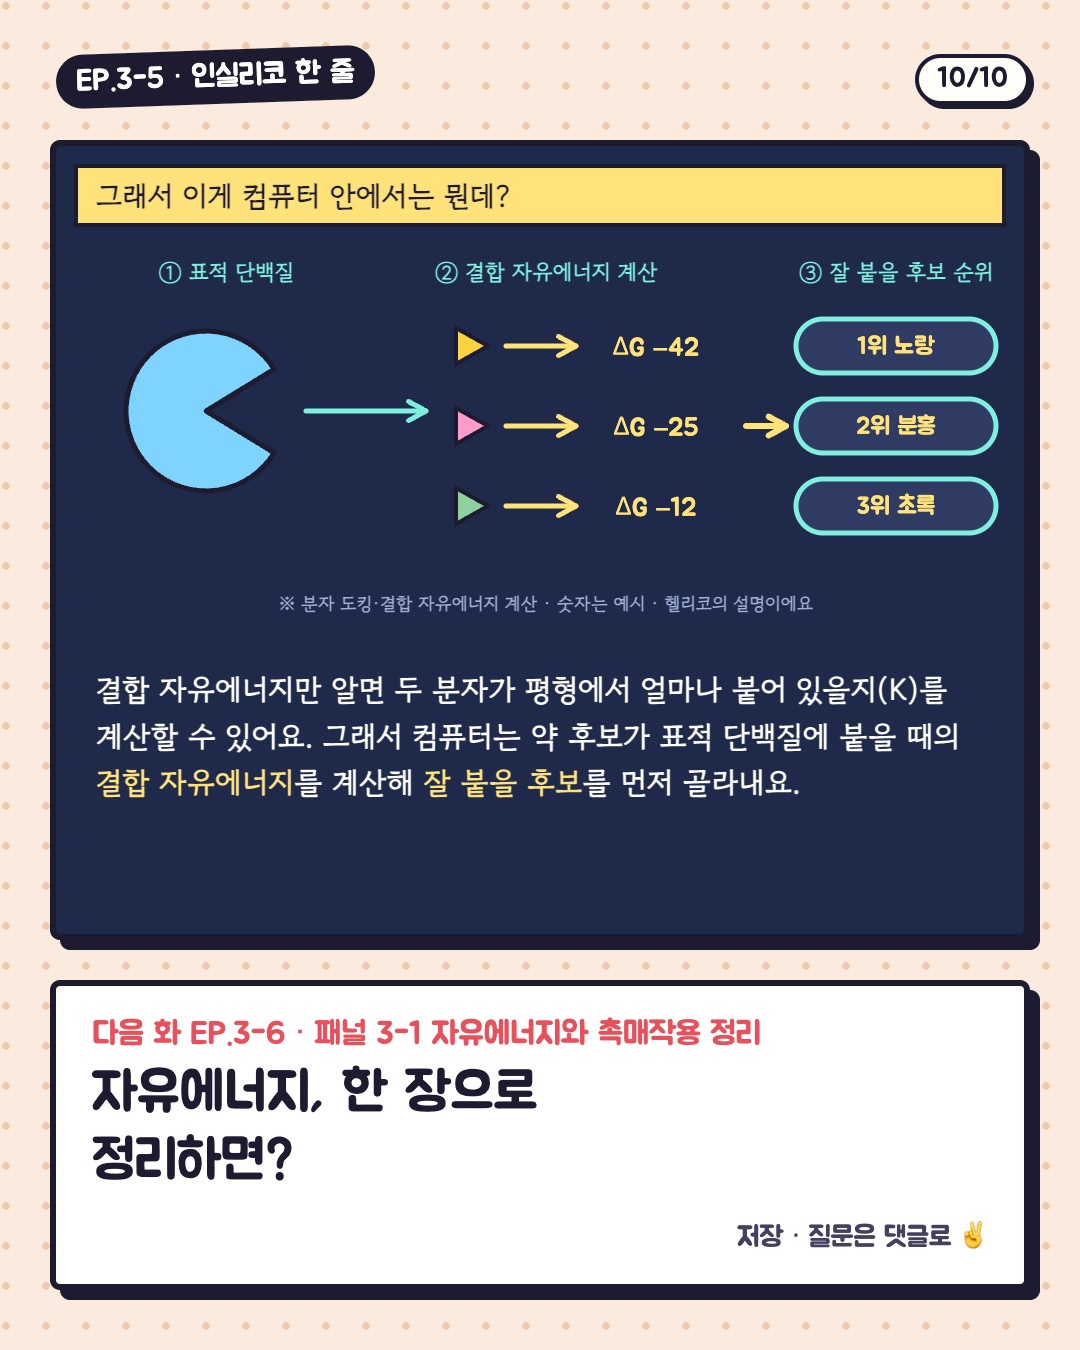 EP.3-5 · 인실리코 한 줄
10/10
그래서 이게 컴퓨터 안에서는 뭔데?
① 표적 단백질
② 결합 자유에너지 계산
③ 잘 붙을 후보 순위
ΔG −42
1위 노랑
ΔG −25
2위 분홍
ΔG −12
3위 초록
※ 분자 도킹·결합 자유에너지 계산 · 숫자는 예시 · 헬리코의 설명이에요
결합 자유에너지만 알면 두 분자가 평형에서 얼마나 붙어 있을지(K)를
계산할 수 있어요. 그래서 컴퓨터는 약 후보가 표적 단백질에 붙을 때의
결합 자유에너지를 계산해 잘 붙을 후보를 먼저 골라내요.
다음 화 EP.3-6 · 패널 3-1 자유에너지와 촉매작용 정리
자유에너지, 한 장으로
정리하면?
저장 · 질문은 댓글로 ✌️